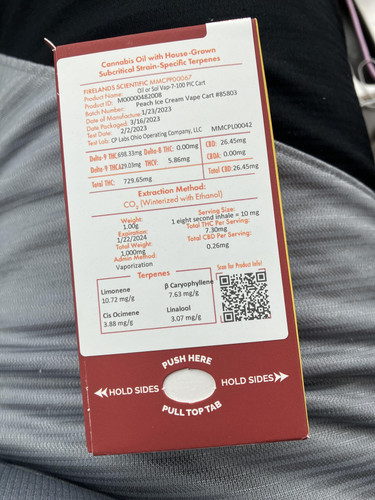 Cannabis Oil with House-Grown
Subcritical Strain-Specific Terpenes
FIRELANDS SCIENTIFIC MMCPP00067
Product Name: Oil or Sol Vap-7-100 PIC Cart
Product ID: M00000482008
Batch Number: Peach Ice Cream Vape Cart #85803
Date of Manufacture: 1/23/2023
Date Packaged: 3/16/2023
Test Date: 2/2/2023
Test Lab: CP Labs Ohio Operating Company, LLC MMCPL00042
Delta-9 THC: 698.33mg Delta-8 THC: 0.00mg CBD: 26.45mg
Delta-9 THCA: 29.03mg THCV: 5.86mg CBDA: 0.00mg
Total THC: 729.65mg Total CBD: 26.45mg
Extraction Method:
CO2 (Winterized with Ethanol)
Weight: 1.00g
Expiration: 1/22/2024
Total Weight: 1,000mg
Admin Method: Vaporization
Serving Size: 1 eight second inhale = 10 mg
Total THC Per Serving: 7.30mg
Total CBD Per Serving: 0.26mg
Terpenes
Limonene 10.72 mg/g
β Caryophyllene 7.63 mg/g
Cis Ocimene 3.88 mg/g
Linalool 3.07 mg/g
Scan for Product Info!
PUSH HERE
HOLD SIDES
HOLD SIDES
PULL TOP TAB